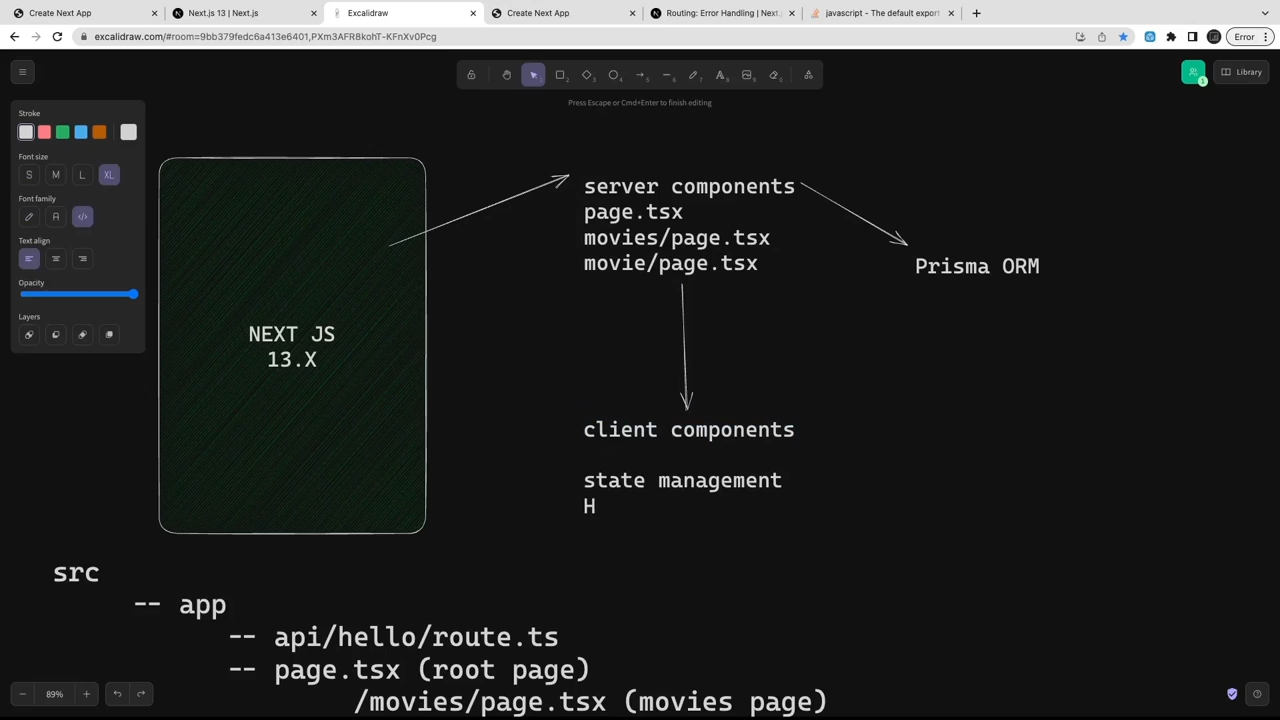 Create Next App
Next.js 13 | Next.js
Excalidraw
Create Next App
Routing: Error Handling | Next.
javascript - The default export
excalidraw.com/#room=9bb379fedc6a413e6401,PXm3AFR8kohT-KFnXv0Pcg
Error
Library
Press Escape or Cmd+Enter to finish editing
Stroke
Font size
S M L XL
Font family
A </>
Text align
Opacity
Layers
NEXT JS
13.X
server components
page.tsx
movies/page.tsx
movie/page.tsx
Prisma ORM
client components
state management
H
src
-- app
-- api/hello/route.ts
-- page.tsx (root page)
/movies/page.tsx (movies page)
89%